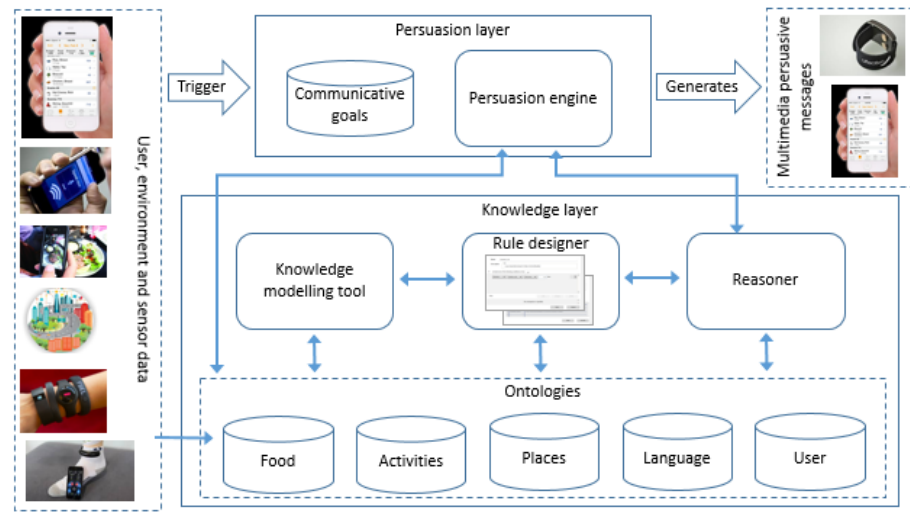 User, environment and sensor data
Trigger
Persuasion layer
Communicative
goals
Persuasion engine
Generates
Multimedia persuasive
messages
Knowledge layer
Knowledge
modelling tool
Rule designer
Reasoner
Ontologies
Food
Activities
Places
Language
User